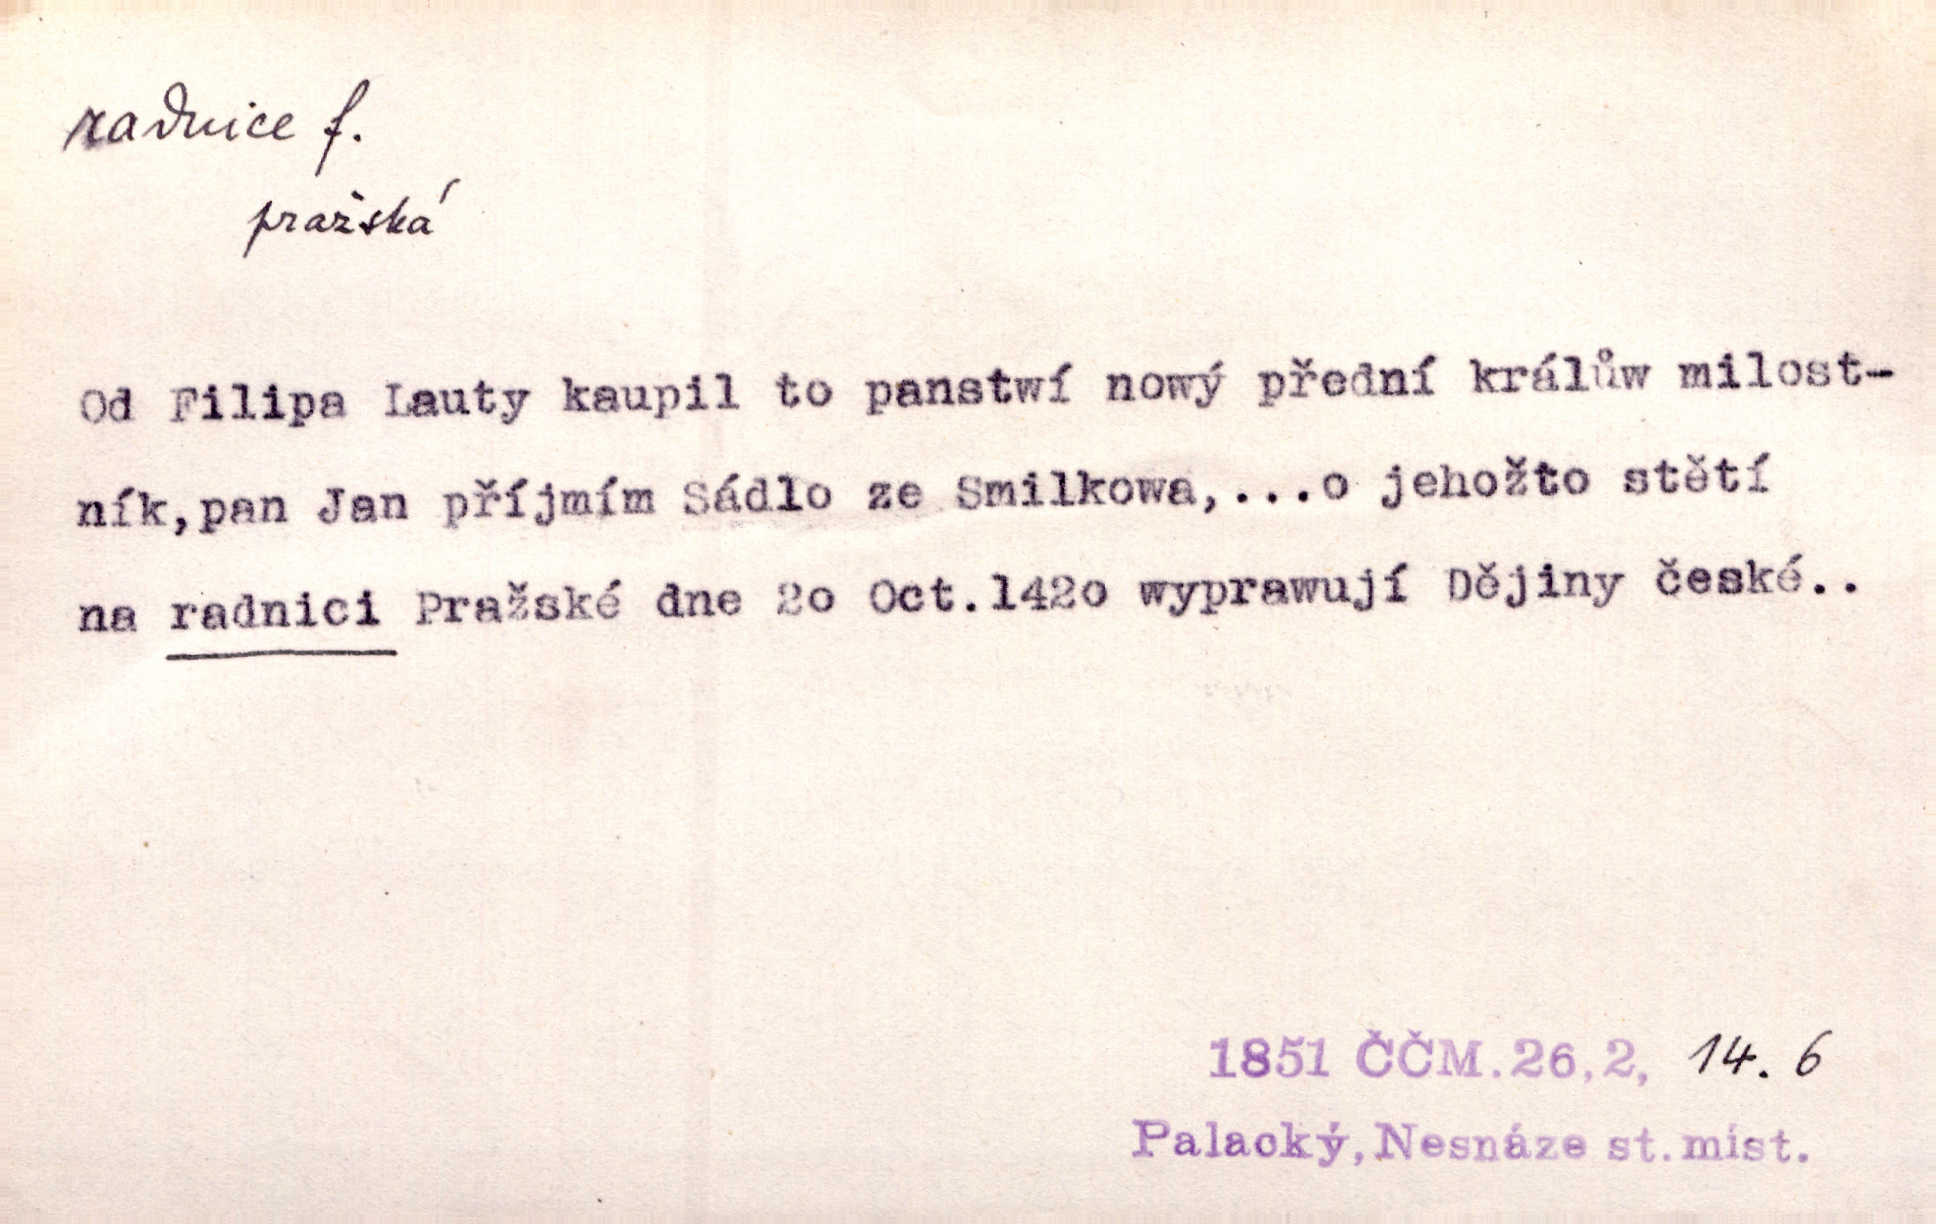 radnice f.
pražská
Od Filipa Lauty kaupil to panstwí nowý přední králůw milost-
ník,pan Jan příjmím Sádlo ze Smilkowa,...o jehožto stětí
na radnici Pražské dne 2o Oct.142o wyprawují Dějiny české..
1851 ČČM.26,2, 14. 6
Palacký,Nesnáze st.míst.